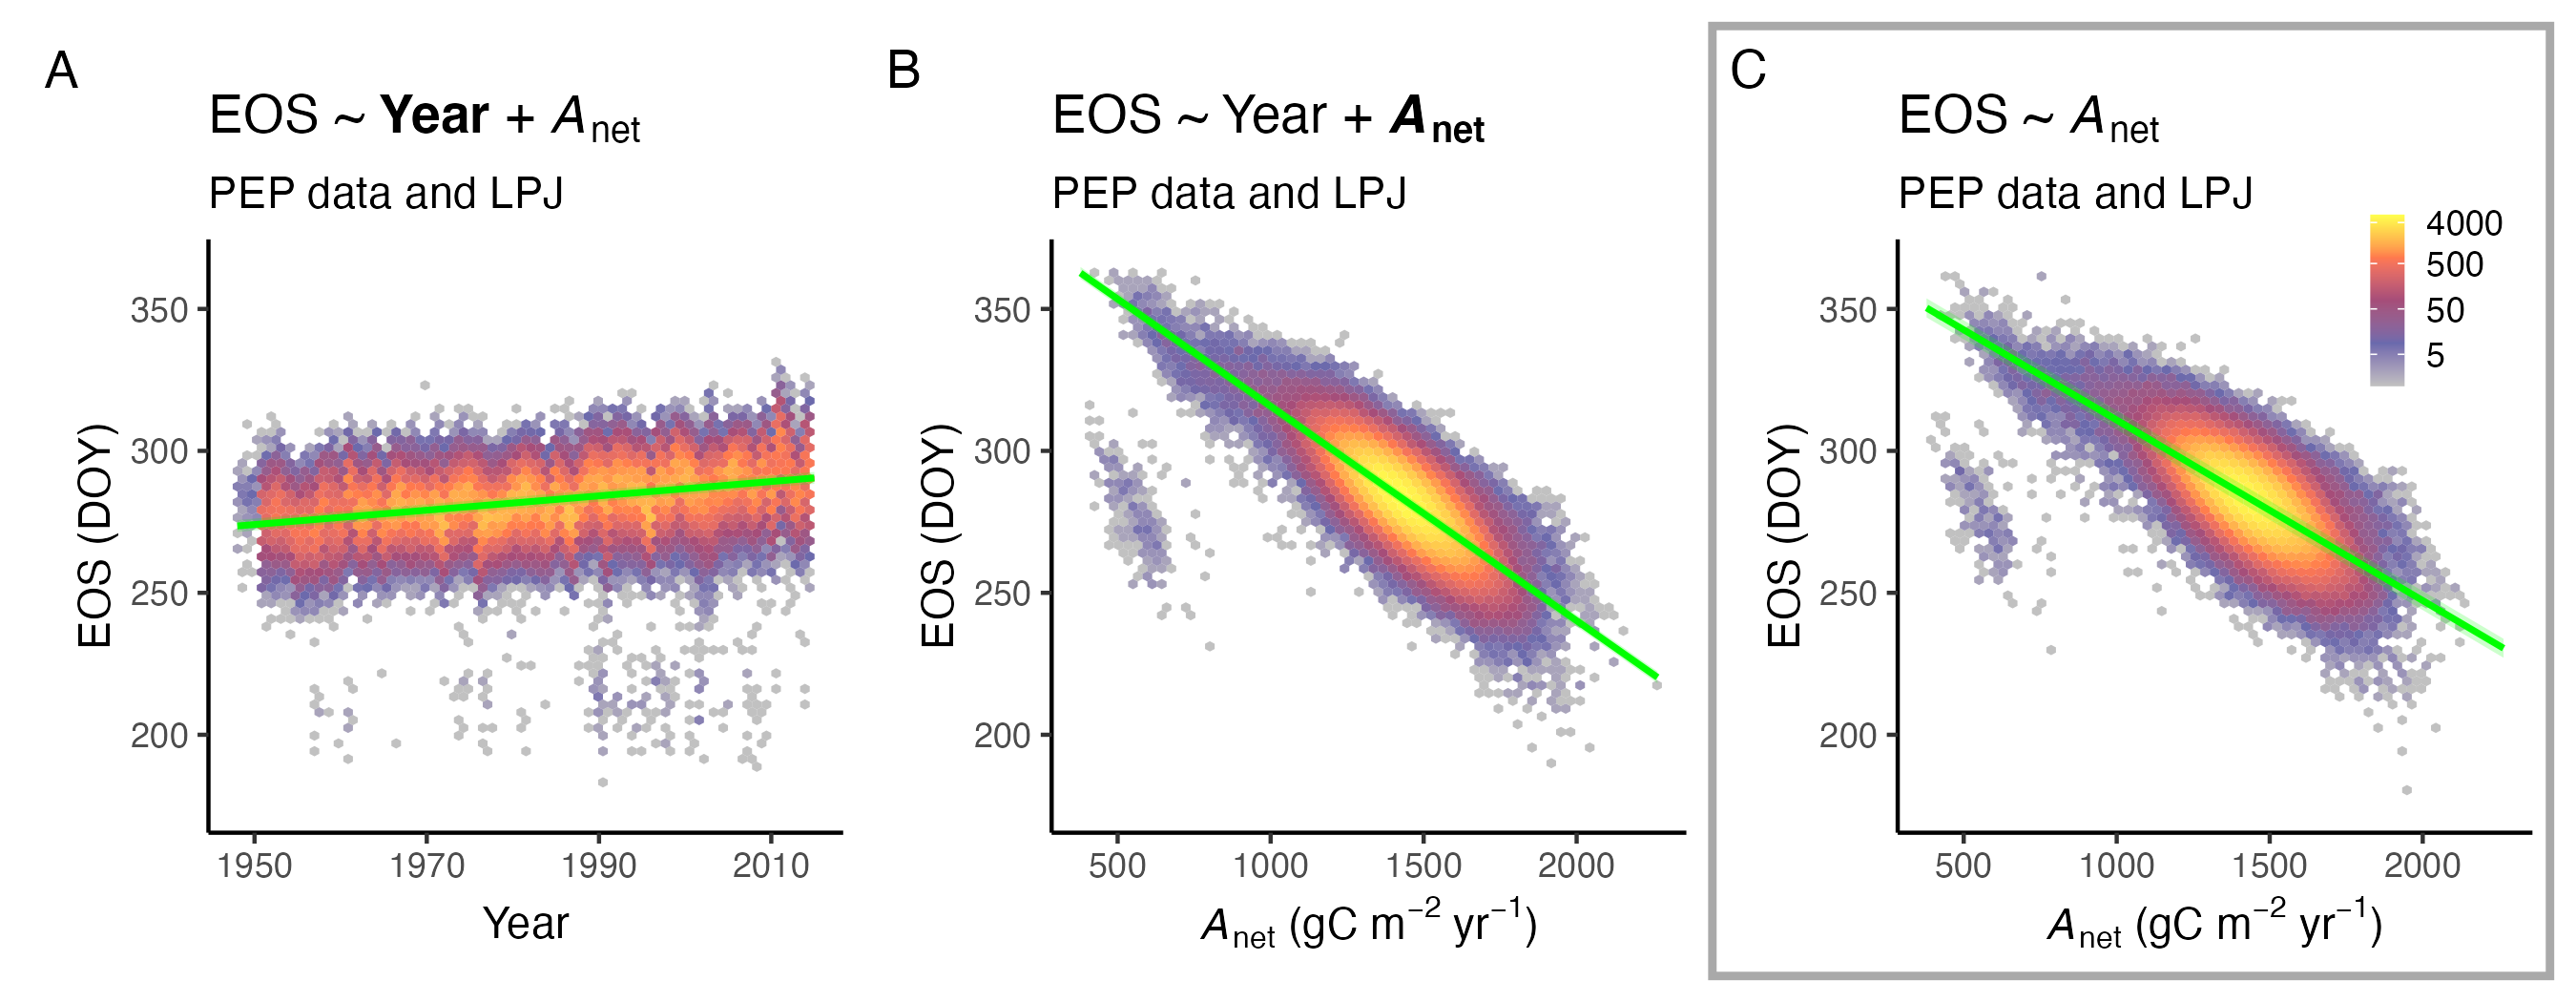 A
EOS ~ Year + Anet
PEP data and LPJ
EOS (DOY)
350
300
250
200
1950 1970 1990 2010
Year
B
EOS ~ Year + Anet
PEP data and LPJ
EOS (DOY)
350
300
250
200
500 1000 1500 2000
Anet (gC m−2 yr−1)
C
EOS ~ Anet
PEP data and LPJ
4000
500
50
5
EOS (DOY)
350
300
250
200
500 1000 1500 2000
Anet (gC m−2 yr−1)